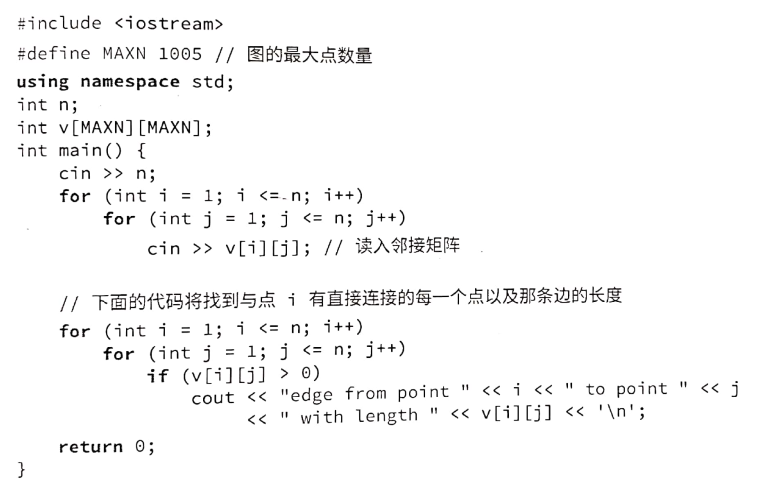 #include <iostream>
#define MAXN 1005 // 图的最大点数量
using namespace std;
int n;
int v[MAXN][MAXN];
int main() {
    cin >> n;
    for (int i = 1; i <= n; i++)
        for (int j = 1; j <= n; j++)
            cin >> v[i][j]; // 读入邻接矩阵

    // 下面的代码将找到与点 i 有直接连接的每一个点以及那条边的长度
    for (int i = 1; i <= n; i++)
        for (int j = 1; j <= n; j++)
            if (v[i][j] > 0)
                cout << "edge from point " << i << " to point " << j
                     << " with length " << v[i][j] << '\n';
    return 0;
}